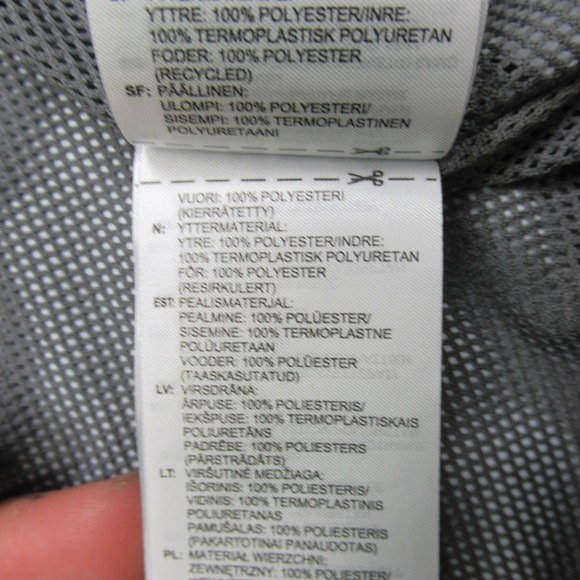 YTTRE: 100% POLYESTER/INRE:
100% TERMOPLASTISK POLYURETAN
FODER: 100% POLYESTER
(RECYCLED)
SF: PÄÄLLINEN:
ULOMPI: 100% POLYESTERI/
SISEMPI: 100% TERMOPLASTINEN
POLYURETAANI
VUORI: 100% POLYESTERI
(KIERRÄTETTY)
N: YTTERMATERIAL:
YTRE: 100% POLYESTER/INDRE:
100% TERMOPLASTISK POLYURETAN
FÔR: 100% POLYESTER
(RESIRKULERT)
EST: PEALISMATERJAL:
PEALMINE: 100% POLÜESTER/
SISEMINE: 100% TERMOPLASTNE
POLÜURETAAN
VOODER: 100% POLÜESTER
(TAASKASUTATUD)
LV: VIRSDRĀNA:
ĀRPUSE: 100% POLIESTERIS/
IEKŠPUSE: 100% TERMOPLASTISKAIS
POLIURETĀNS
PADRĒBE: 100% POLIESTERS
(PĀRSTRĀDĀTS)
LT: VIRŠUTINĖ MEDŽIAGA:
IŠORINIS: 100% POLIESTERIS/
VIDINIS: 100% TERMOPLASTINIS
POLIURETANAS
PAMUŠALAS: 100% POLIESTERIS
(PAKARTOTINAI PANAUDOTAS)
PL: MATERIAŁ WIERZCHNI:
ZEWNĘTRZNY: 100% POLIESTER/